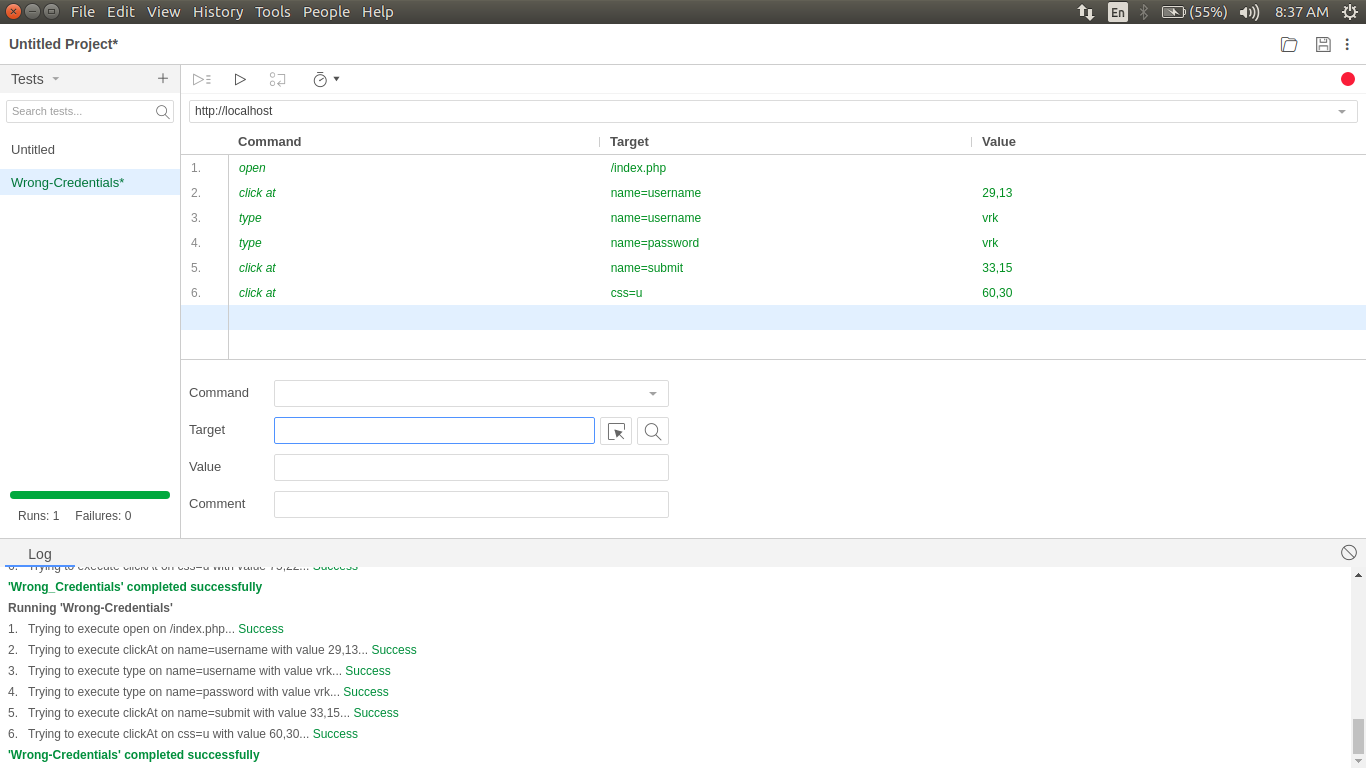 File Edit View History Tools People Help En (55%) 8:37 AM
Untitled Project*
Tests
Search tests...
Untitled
Wrong-Credentials*
Runs: 1 Failures: 0
http://localhost
Command Target Value
1. open /index.php
2. click at name=username 29,13
3. type name=username vrk
4. type name=password vrk
5. click at name=submit 33,15
6. click at css=u 60,30
Command
Target
Value
Comment
Log
6. Trying to execute clickAt on css=u with value 75,22... Success
'Wrong_Credentials' completed successfully
Running 'Wrong-Credentials'
1. Trying to execute open on /index.php... Success
2. Trying to execute clickAt on name=username with value 29,13... Success
3. Trying to execute type on name=username with value vrk... Success
4. Trying to execute type on name=password with value vrk... Success
5. Trying to execute clickAt on name=submit with value 33,15... Success
6. Trying to execute clickAt on css=u with value 60,30... Success
'Wrong-Credentials' completed successfully